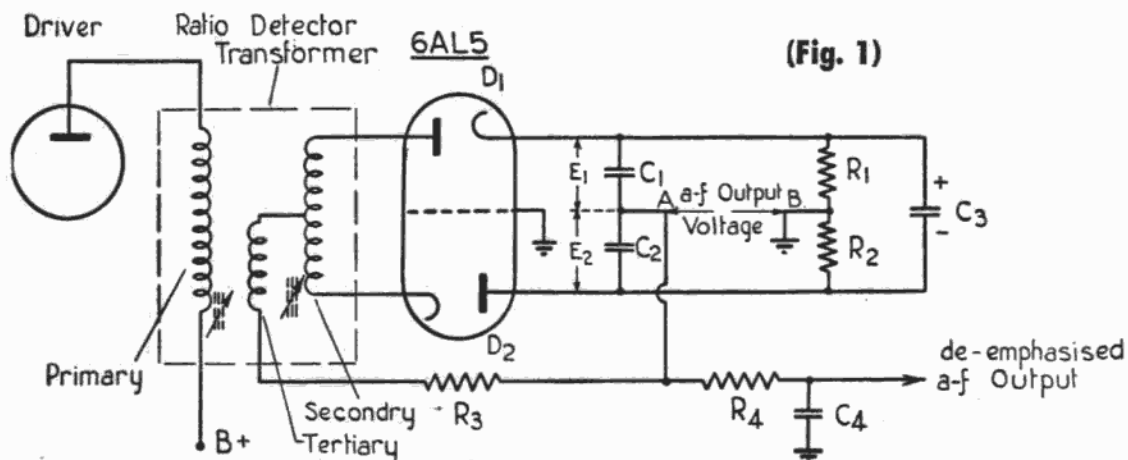 Driver
Ratio Detector
Transformer
6AL5
(Fig. 1)
D1
E1
C1
A a-f Output B
Voltage
R1
+
C3
-
E2
C2
R2
D2
Primary
B+
Secondry
Tertiary
R3
R4
C4
de-emphasised
a-f Output